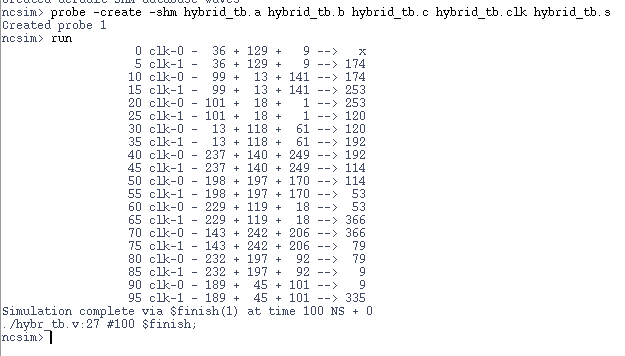 created default SHM database waves
ncsim> probe -create -shm hybrid_tb.a hybrid_tb.b hybrid_tb.c hybrid_tb.clk hybrid_tb.s
Created probe 1
ncsim> run
0 clk-0 - 36 + 129 + 9 --> x
5 clk-1 - 36 + 129 + 9 --> 174
10 clk-0 - 99 + 13 + 141 --> 174
15 clk-1 - 99 + 13 + 141 --> 253
20 clk-0 - 101 + 18 + 1 --> 253
25 clk-1 - 101 + 18 + 1 --> 120
30 clk-0 - 13 + 118 + 61 --> 120
35 clk-1 - 13 + 118 + 61 --> 192
40 clk-0 - 237 + 140 + 249 --> 192
45 clk-1 - 237 + 140 + 249 --> 114
50 clk-0 - 198 + 197 + 170 --> 114
55 clk-1 - 198 + 197 + 170 --> 53
60 clk-0 - 229 + 119 + 18 --> 53
65 clk-1 - 229 + 119 + 18 --> 366
70 clk-0 - 143 + 242 + 206 --> 366
75 clk-1 - 143 + 242 + 206 --> 79
80 clk-0 - 232 + 197 + 92 --> 79
85 clk-1 - 232 + 197 + 92 --> 9
90 clk-0 - 189 + 45 + 101 --> 9
95 clk-1 - 189 + 45 + 101 --> 335
Simulation complete via $finish(1) at time 100 NS + 0
./hybr_tb.v:27 #100 $finish;
ncsim>